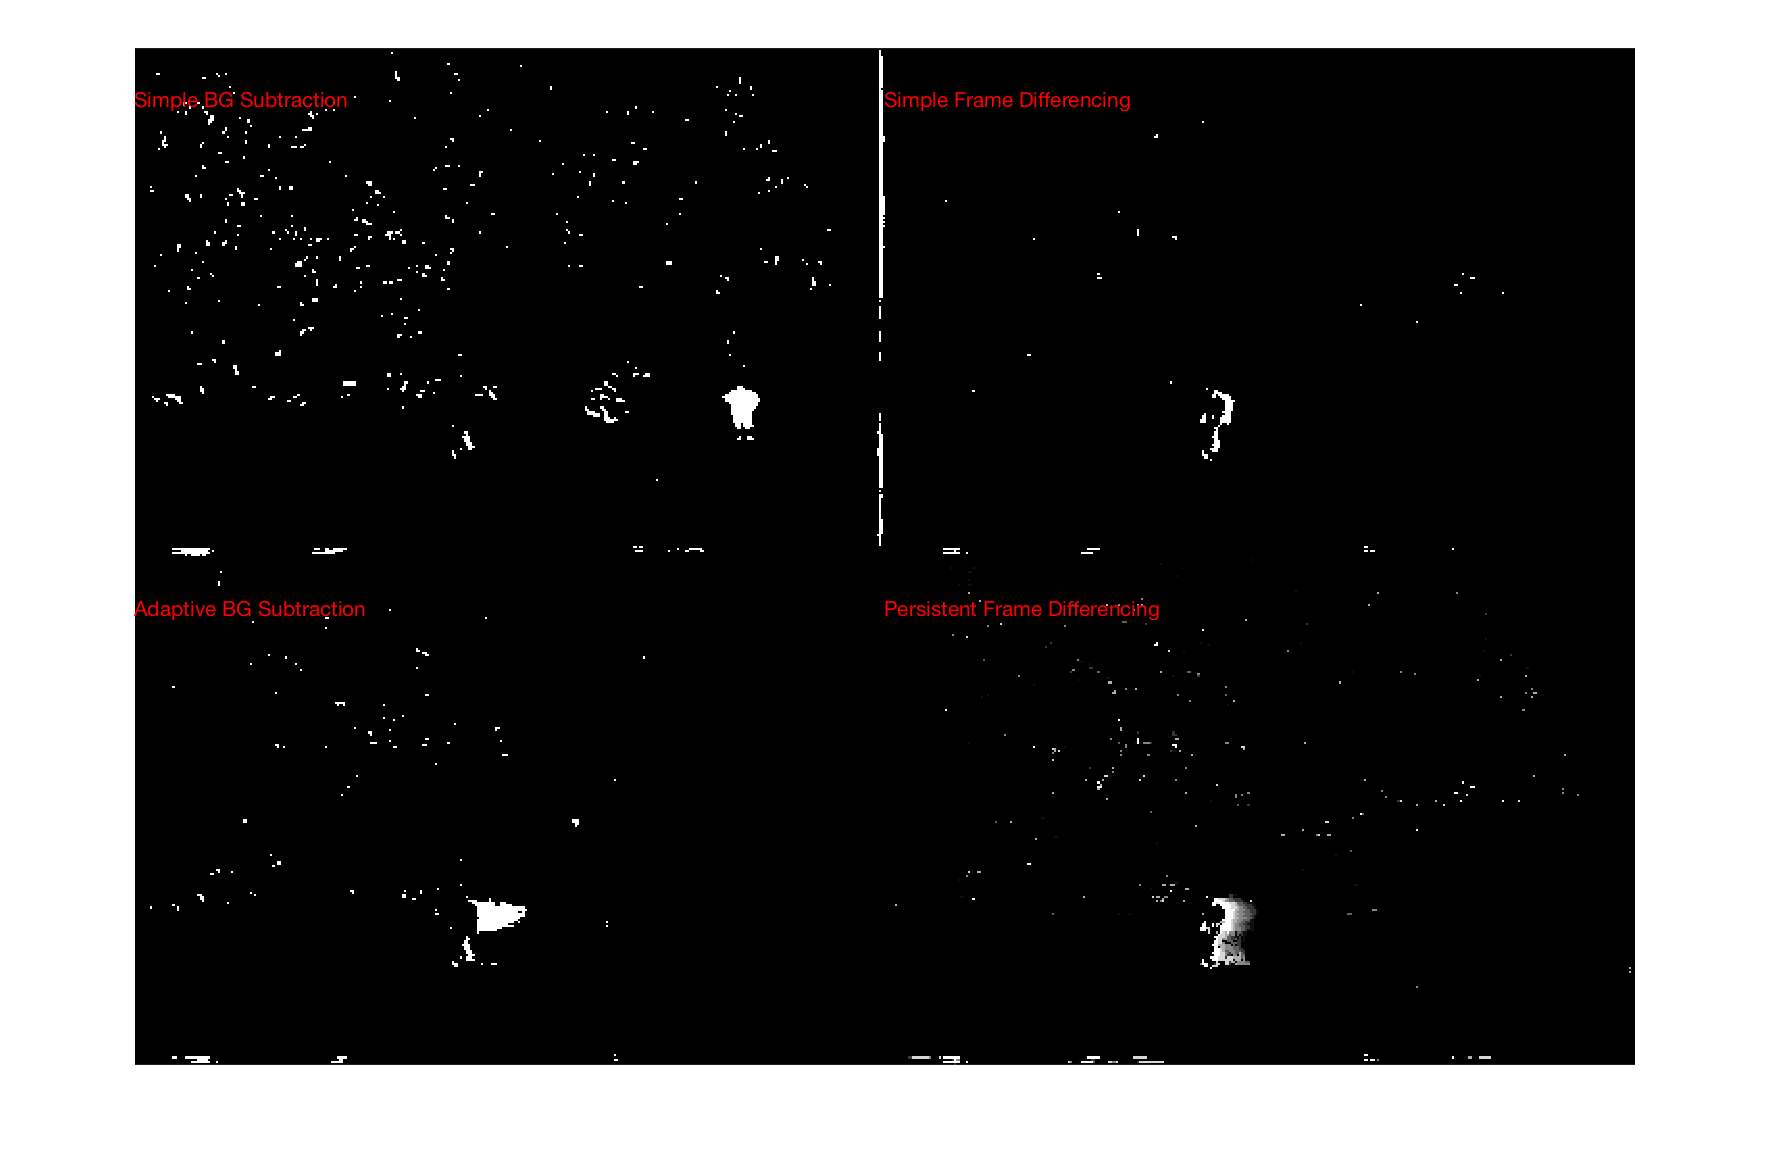 Simple BG Subtraction
Simple Frame Differencing
Adaptive BG Subtraction
Persistent Frame Differencing